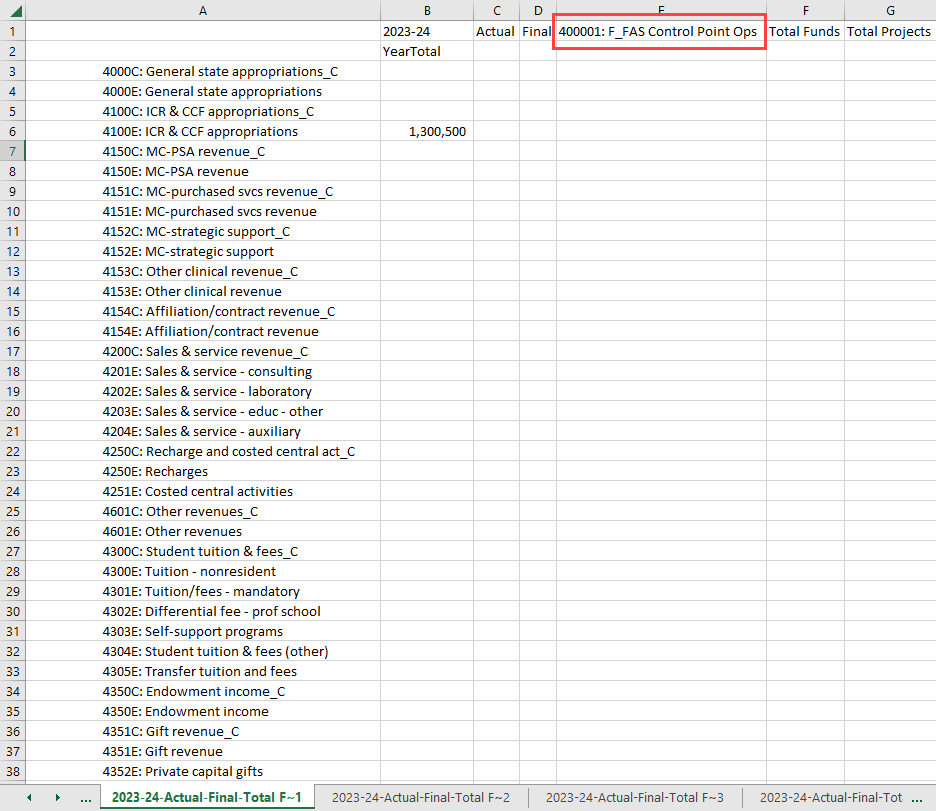 A B C D E F G
1 2023-24 Actual Final 400001: F_FAS Control Point Ops Total Funds Total Projects
2 YearTotal
3 4000C: General state appropriations_C
4 4000E: General state appropriations
5 4100C: ICR & CCF appropriations_C
6 4100E: ICR & CCF appropriations 1,300,500
7 4150C: MC-PSA revenue_C
8 4150E: MC-PSA revenue
9 4151C: MC-purchased svcs revenue_C
10 4151E: MC-purchased svcs revenue
11 4152C: MC-strategic support_C
12 4152E: MC-strategic support
13 4153C: Other clinical revenue_C
14 4153E: Other clinical revenue
15 4154C: Affiliation/contract revenue_C
16 4154E: Affiliation/contract revenue
17 4200C: Sales & service revenue_C
18 4201E: Sales & service - consulting
19 4202E: Sales & service - laboratory
20 4203E: Sales & service - educ - other
21 4204E: Sales & service - auxiliary
22 4250C: Recharge and costed central act_C
23 4250E: Recharges
24 4251E: Costed central activities
25 4601C: Other revenues_C
26 4601E: Other revenues
27 4300C: Student tuition & fees_C
28 4300E: Tuition - nonresident
29 4301E: Tuition/fees - mandatory
30 4302E: Differential fee - prof school
31 4303E: Self-support programs
32 4304E: Student tuition & fees (other)
33 4305E: Transfer tuition and fees
34 4350C: Endowment income_C
35 4350E: Endowment income
36 4351C: Gift revenue_C
37 4351E: Gift revenue
38 4352E: Private capital gifts
... 2023-24-Actual-Final-Total F~1 2023-24-Actual-Final-Total F~2 2023-24-Actual-Final-Total F~3 2023-24-Actual-Final-Tot ...